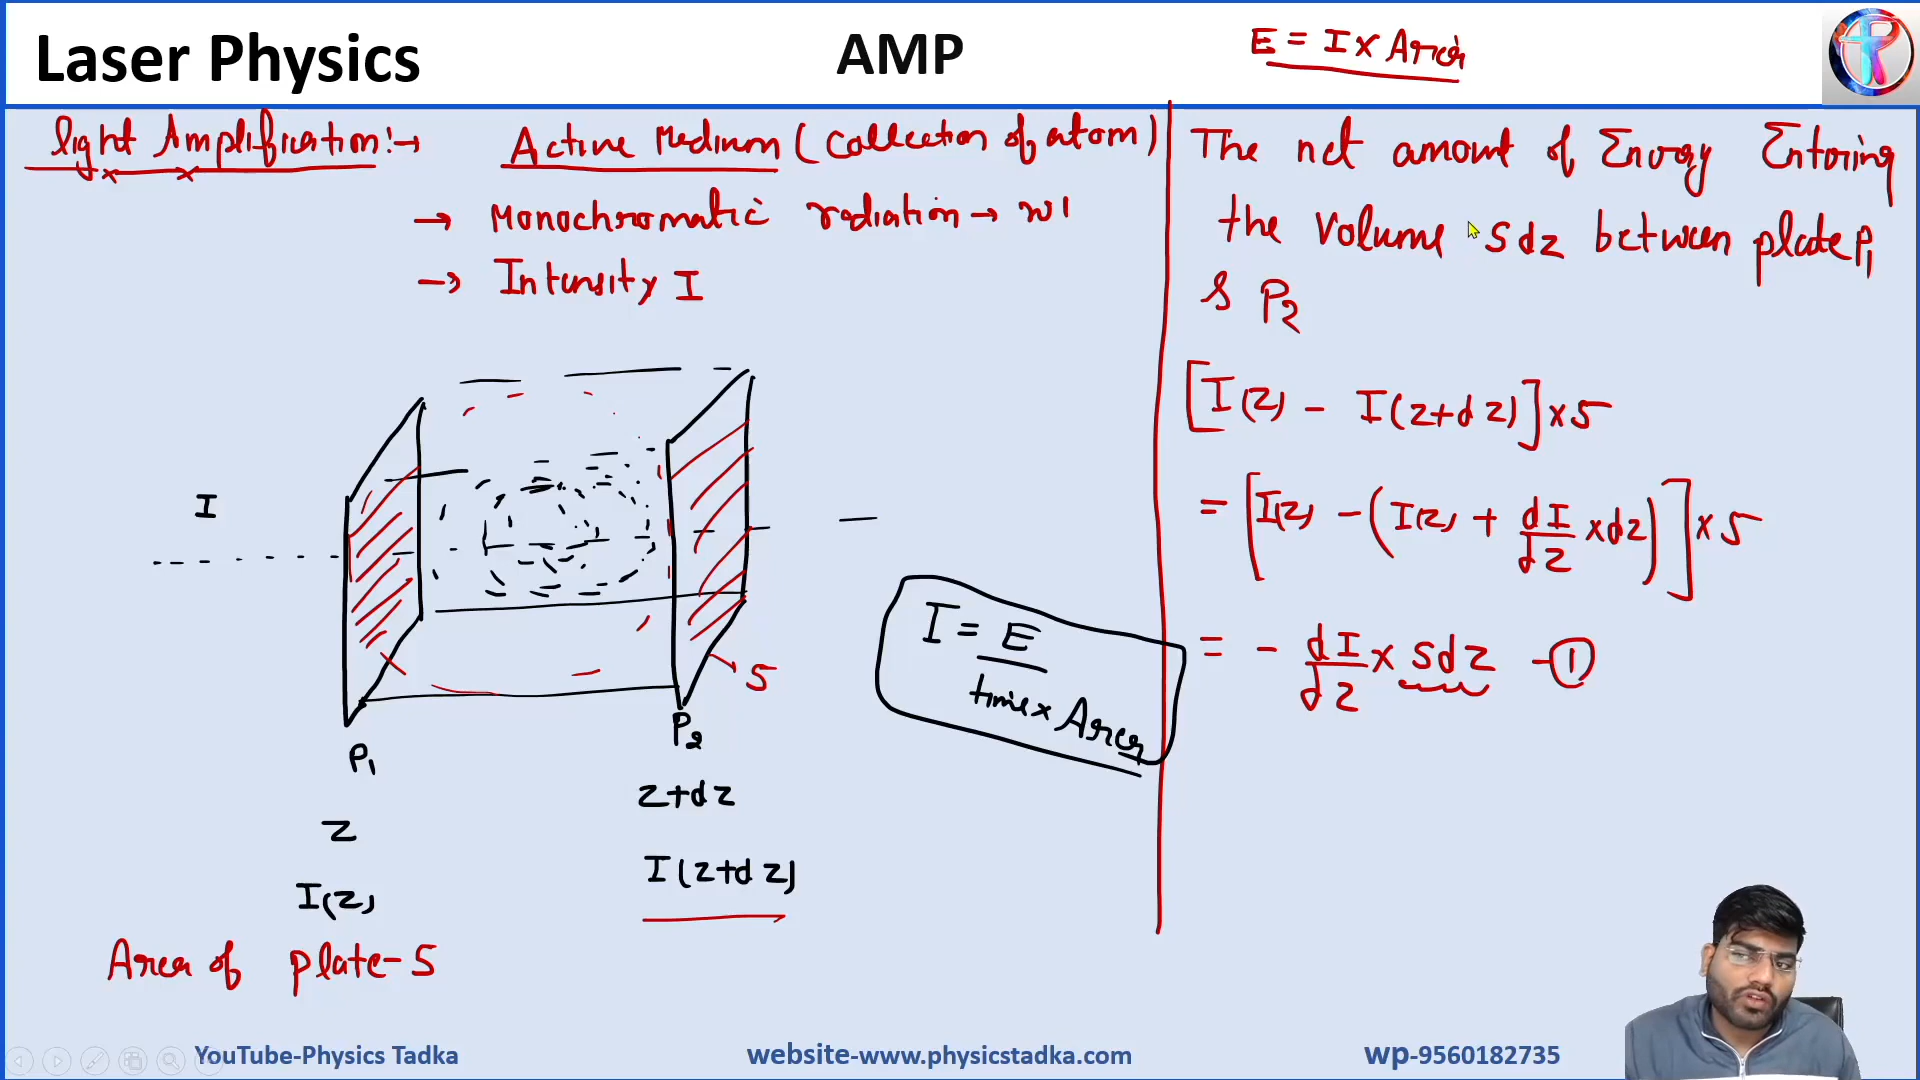 Laser Physics
AMP
E = I x Area
light Amplification :→ Active Medium (Collection of atom)
→ Monochromatic radiation →
→ Intensity I
I
P1
P2
S
Z
Z+dZ
I(Z)
I(Z+dZ)
Area of plate-S
I = E / time x Area
The net amount of Energy Entering
the Volume Sdz between plate P1
& P2
[I(Z) - I(Z+dZ)] x S
= [I(Z) - (I(Z) + dI/dZ x dZ)] x S
= - dI/dZ x Sdz -①
YouTube-Physics Tadka
website-www.physicstadka.com
wp-9560182735